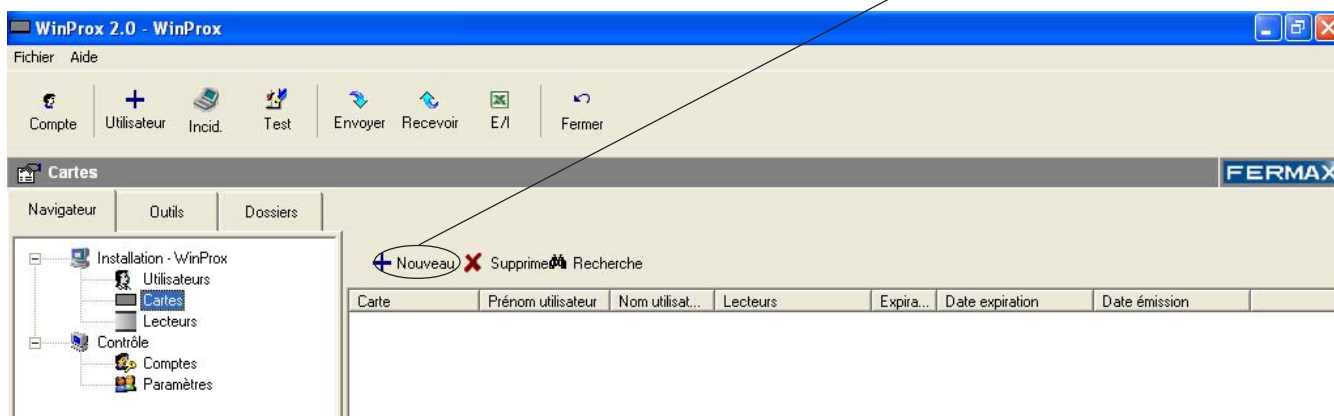 WinProx 2.0 - WinProx
Fichier Aide
Compte Utilisateur Incid. Test Envoyer Recevoir E/I Fermer
Cartes FERMAX
Navigateur Outils Dossiers
Installation - WinProx
Nouveau Supprimer Recherche
Utilisateurs
Cartes
Carte Prénom utilisateur Nom utilisat... Lecteurs Expira... Date expiration Date émission
Lecteurs
Contrôle
Comptes
Paramètres